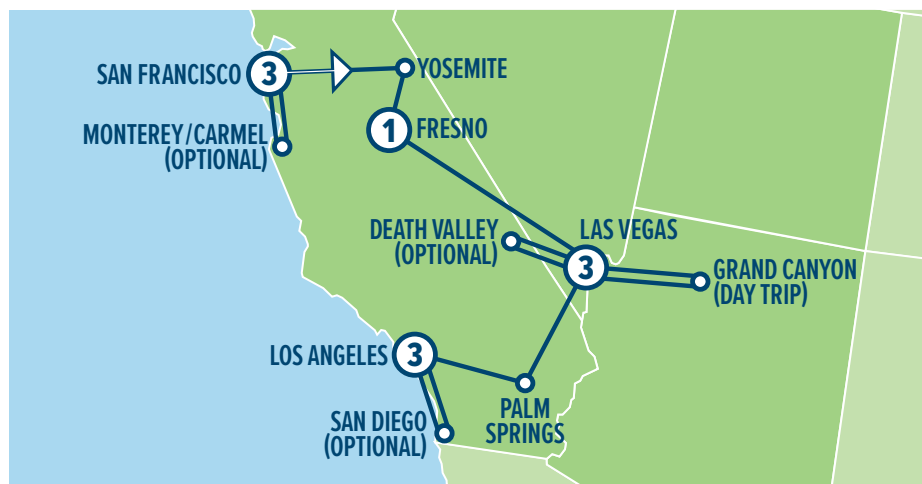 SAN FRANCISCO
3
YOSEMITE
MONTEREY/CARMEL
(OPTIONAL)
1
FRESNO
DEATH VALLEY
(OPTIONAL)
LAS VEGAS
3
GRAND CANYON
(DAY TRIP)
LOS ANGELES
3
PALM
SPRINGS
SAN DIEGO
(OPTIONAL)